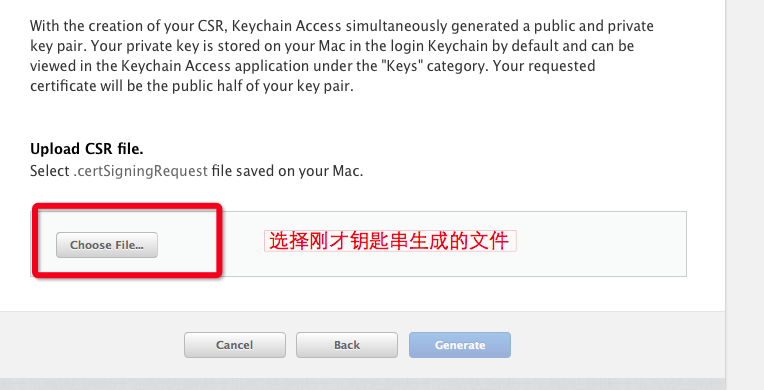 With the creation of your CSR, Keychain Access simultaneously generated a public and private
key pair. Your private key is stored on your Mac in the login Keychain by default and can be
viewed in the Keychain Access application under the "Keys" category. Your requested
certificate will be the public half of your key pair.
Upload CSR file.
Select .certSigningRequest file saved on your Mac.
Choose File...
选择刚才钥匙串生成的文件
Cancel
Back
Generate